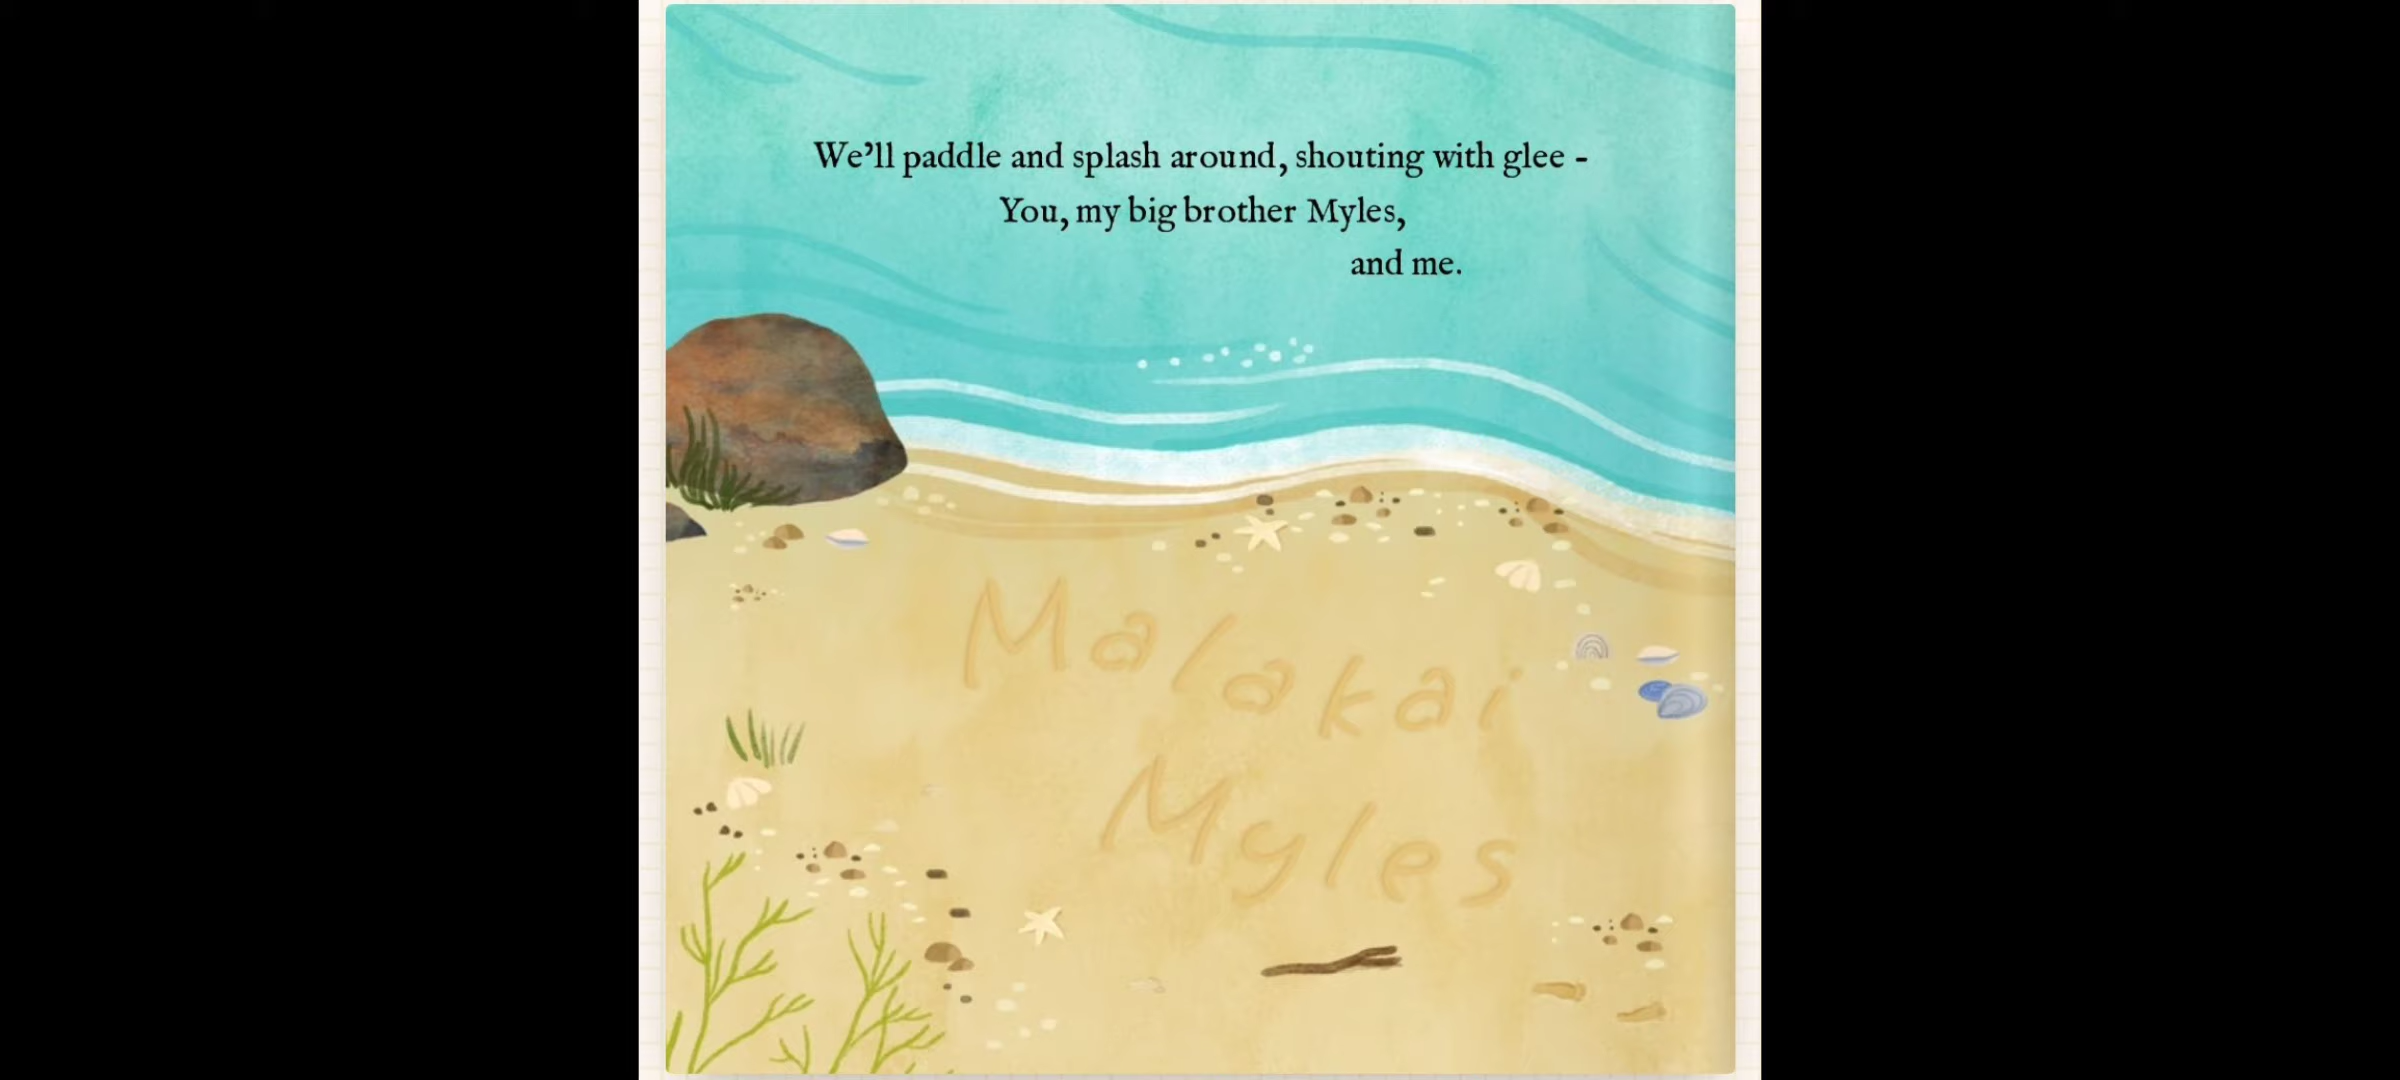 We'll paddle and splash around, shouting with glee -
You, my big brother Myles,
and me.
Malakai
Myles